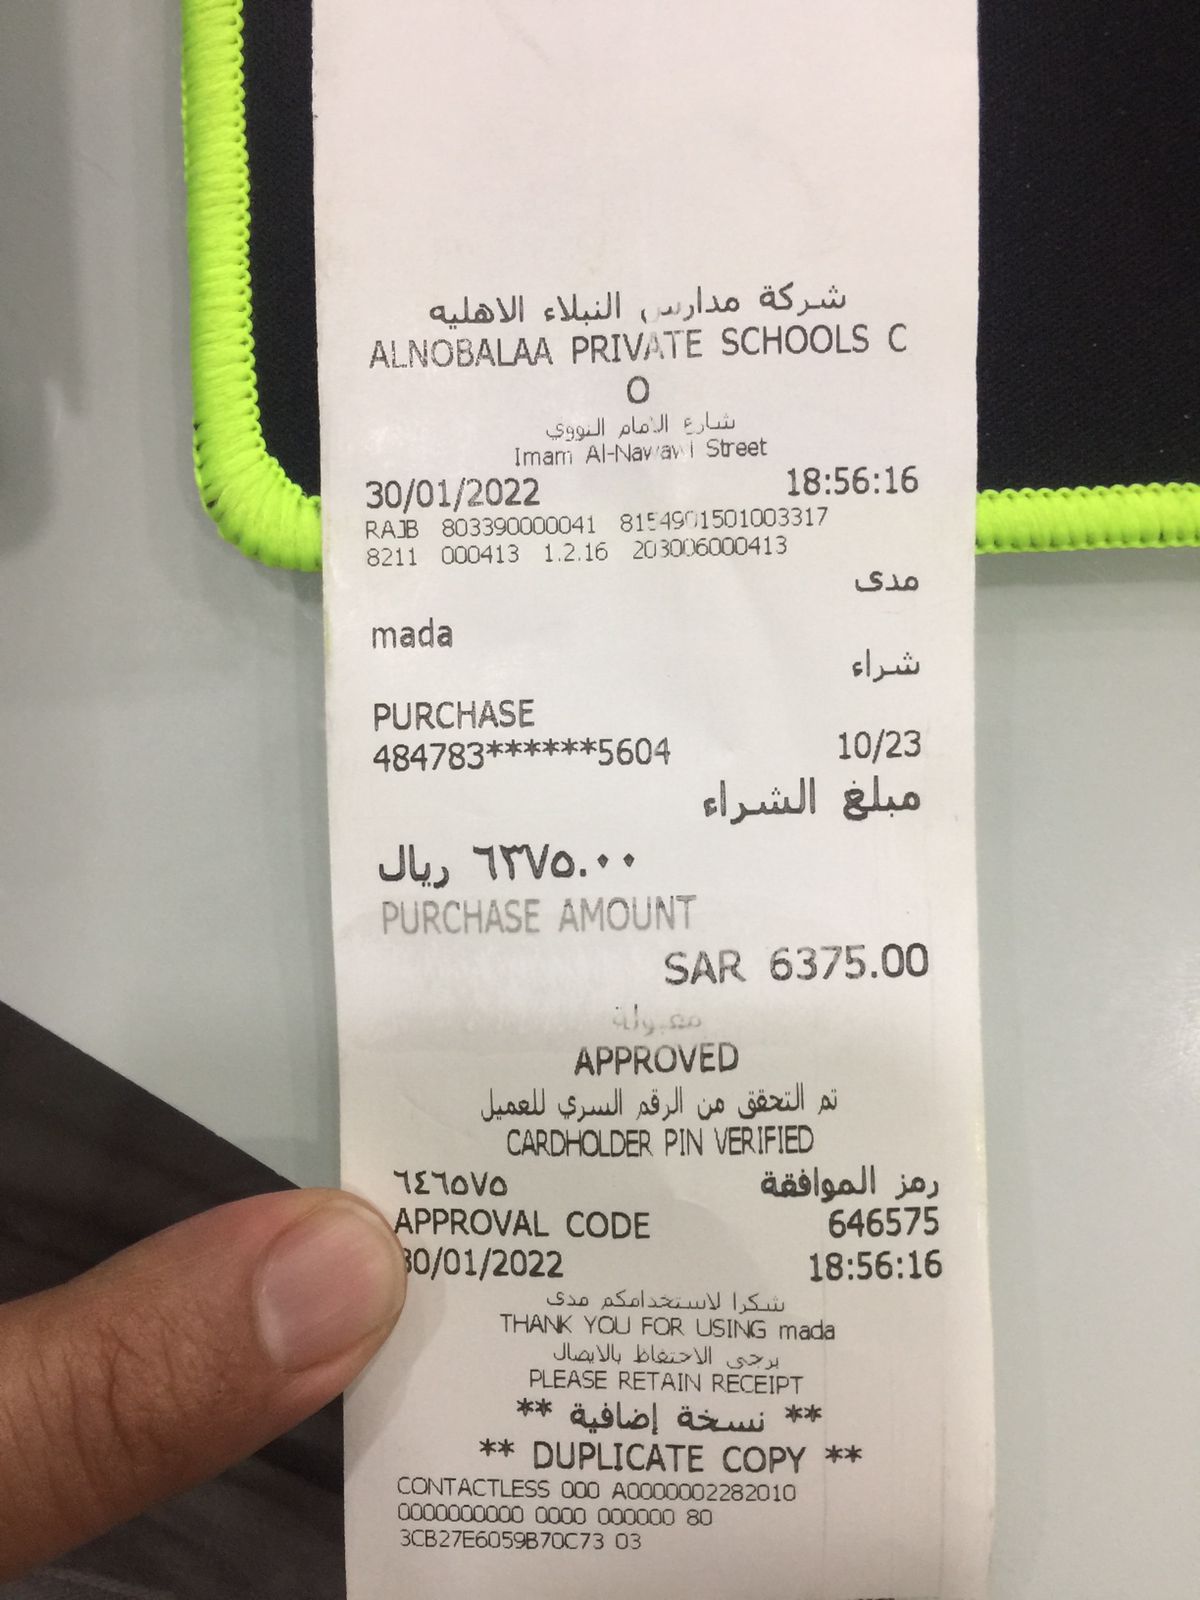 شركة مدارس النبلاء الاهليه
ALNOBALAA PRIVATE SCHOOLS C
O
شارع الامام النووي
Imam Al-Nawawi Street
30/01/2022 18:56:16
RAJB 803390000041 8154901501003317
8211 000413 1.2.16 203006000413
مدى
mada
شراء
PURCHASE
484783******5604 10/23
مبلغ الشراء
٦٣٧٥.٠٠ ريال
PURCHASE AMOUNT
SAR 6375.00
مقبولة
APPROVED
تم التحقق من الرقم السري للعميل
CARDHOLDER PIN VERIFIED
رمز الموافقة ٦٤٦٥٧٥
APPROVAL CODE 646575
30/01/2022 18:56:16
شكرا لاستخدامكم مدى
THANK YOU FOR USING mada
يرجى الاحتفاظ بالايصال
PLEASE RETAIN RECEIPT
** نسخة إضافية **
** DUPLICATE COPY **
CONTACTLESS 000 A0000002282010
0000000000 0000 000000 80
3CB27E6059B70C73 03